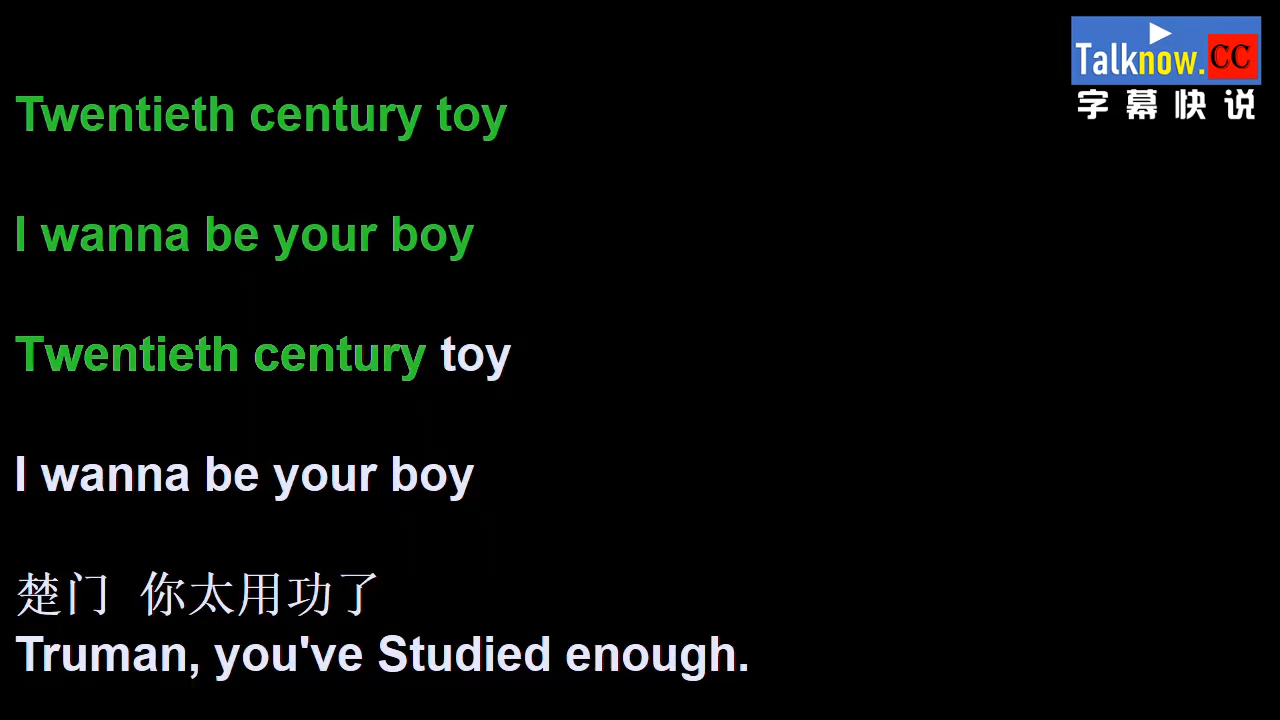 Talknow.CC
字幕快说
Twentieth century toy
I wanna be your boy
Twentieth century toy
I wanna be your boy
楚门 你太用功了
Truman, you've Studied enough.